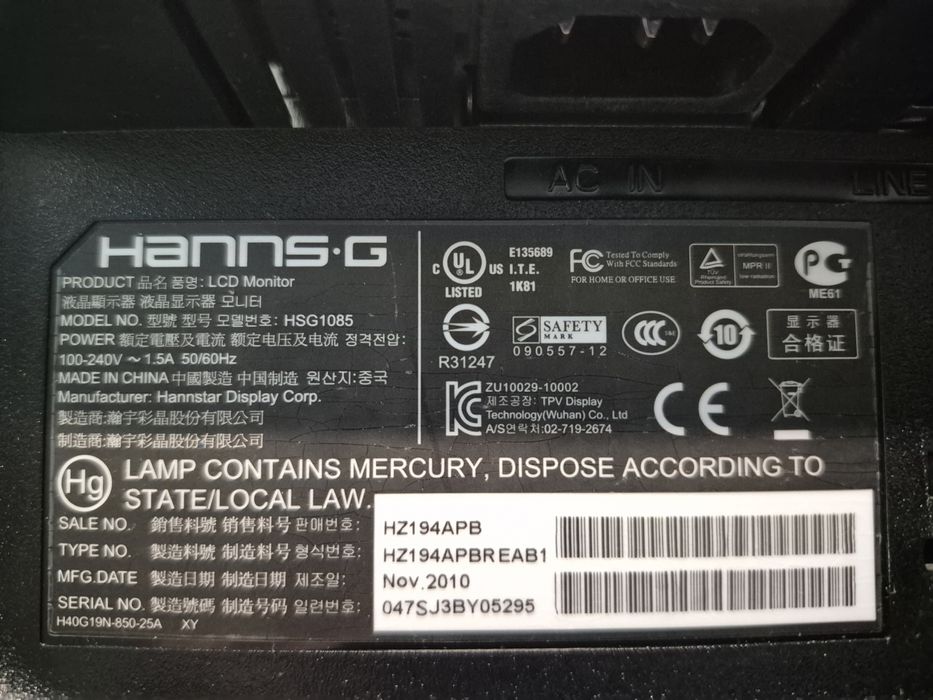 AC IN
LINE
HANNS·G
PRODUCT 品名 품명: LCD Monitor
液晶顯示器 液晶显示器 모니터
MODEL NO. 型號 型号 모델번호: HSG1085
POWER 額定電壓及電流 额定电压及电流 정격전압:
100-240V ~ 1.5A 50/60Hz
MADE IN CHINA 中國製造 中国制造 원산지:중국
Manufacturer: Hannstar Display Corp.
製造商:瀚宇彩晶股份有限公司
制造商:瀚宇彩晶股份有限公司
C UL US
LISTED
E135689
I.T.E.
1K81
FC Tested To Comply
With FCC Standards
FOR HOME OR OFFICE USE
TÜV
Rheinland
Product Safety
MPR II
low radiation
ME61
R31247
S SAFETY
MARK
090557-12
CCC S&E
10
显示器
合格证
KC
ZU10029-10002
제조공장: TPV Display
Technology(Wuhan) Co., Ltd
A/S연락처:02-719-2674
CE
Hg LAMP CONTAINS MERCURY, DISPOSE ACCORDING TO
STATE/LOCAL LAW.
SALE NO. 銷售料號 销售料号 판매번호: HZ194APB
TYPE NO. 製造料號 制造料号 형식번호: HZ194APBREAB1
MFG.DATE 製造日期 制造日期 제조일: Nov.2010
SERIAL NO. 製造號碼 制造号码 일련번호: 047SJ3BY05295
H40G19N-850-25A XY